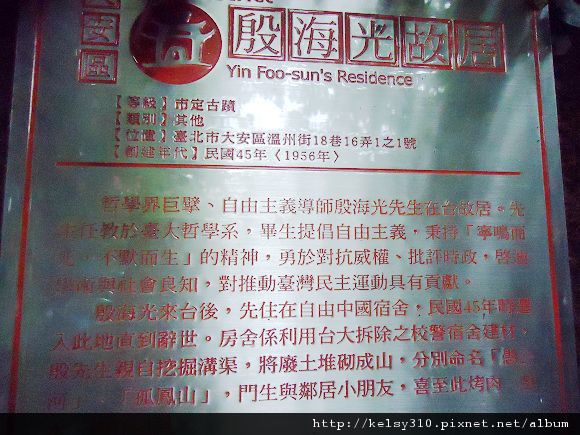 安區 殷海光故居
Yin Foo-sun's Residence
【等級】市定古蹟
【類別】其他
【位置】臺北市大安區溫州街18巷16弄1之1號
【創建年代】民國45年〈1956年〉
哲學界巨擘、自由主義導師殷海光先生在台故居。先
任教於臺大哲學系,畢生提倡自由主義,秉持「寧鳴而
不默而生」的精神,勇於對抗威權、批評時政,啟
學術與社會良知,對推動臺灣民主運動具有貢獻。
殷海光來台後,先住在自由中國宿舍,民國45年
入此地直到辭世。房舍係利用台大拆除之校警宿舍建材,
殷先生親自挖掘溝渠,將廢土堆砌成山,分別命名「愚
河」「孤鳳山」,門生與鄰居小朋友,喜至此烤肉
http://kelsy310.pixnet.net/album